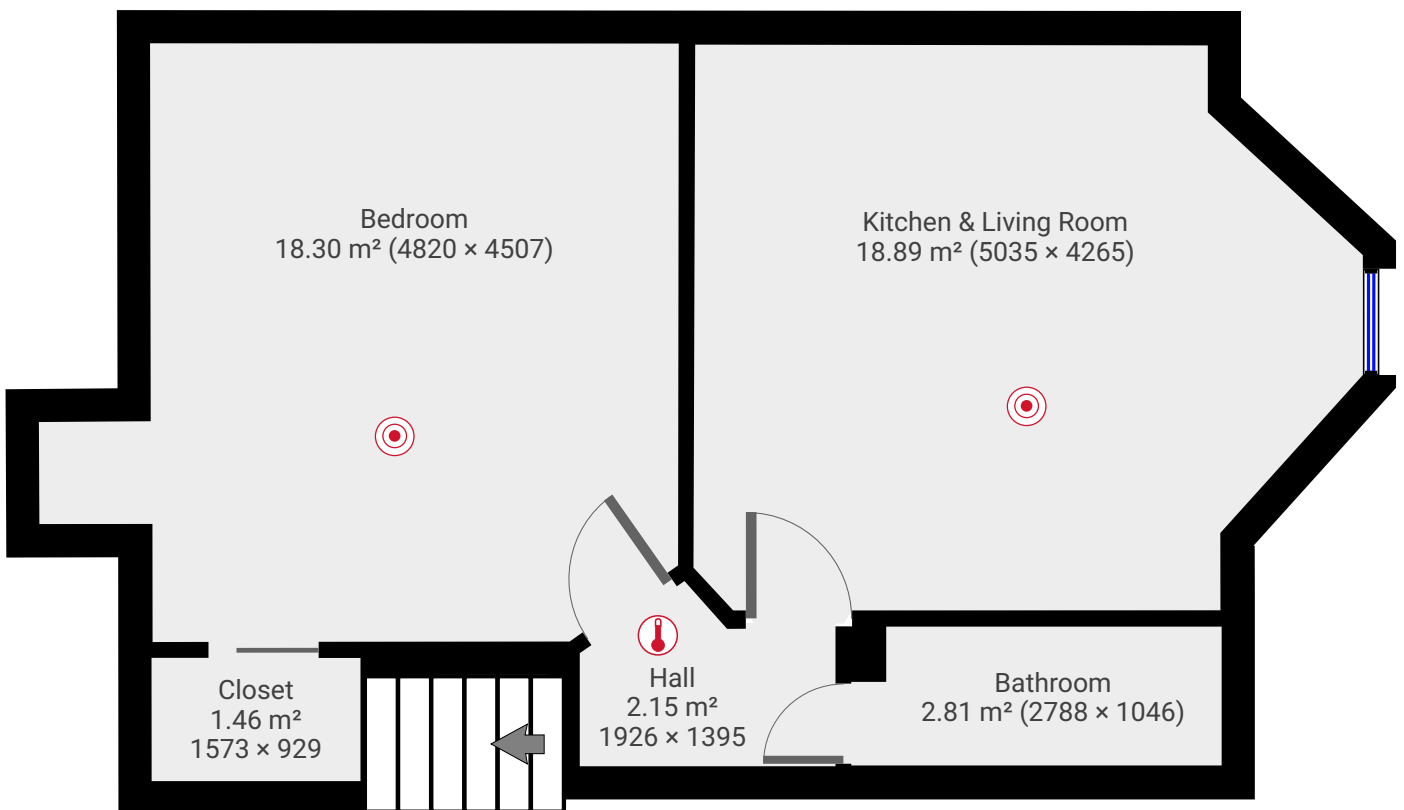 Bedroom
18.30 m² (4820 × 4507)
Kitchen & Living Room
18.89 m² (5035 × 4265)
Closet
1.46 m²
1573 × 929
Hall
2.15 m²
1926 × 1395
Bathroom
2.81 m² (2788 × 1046)